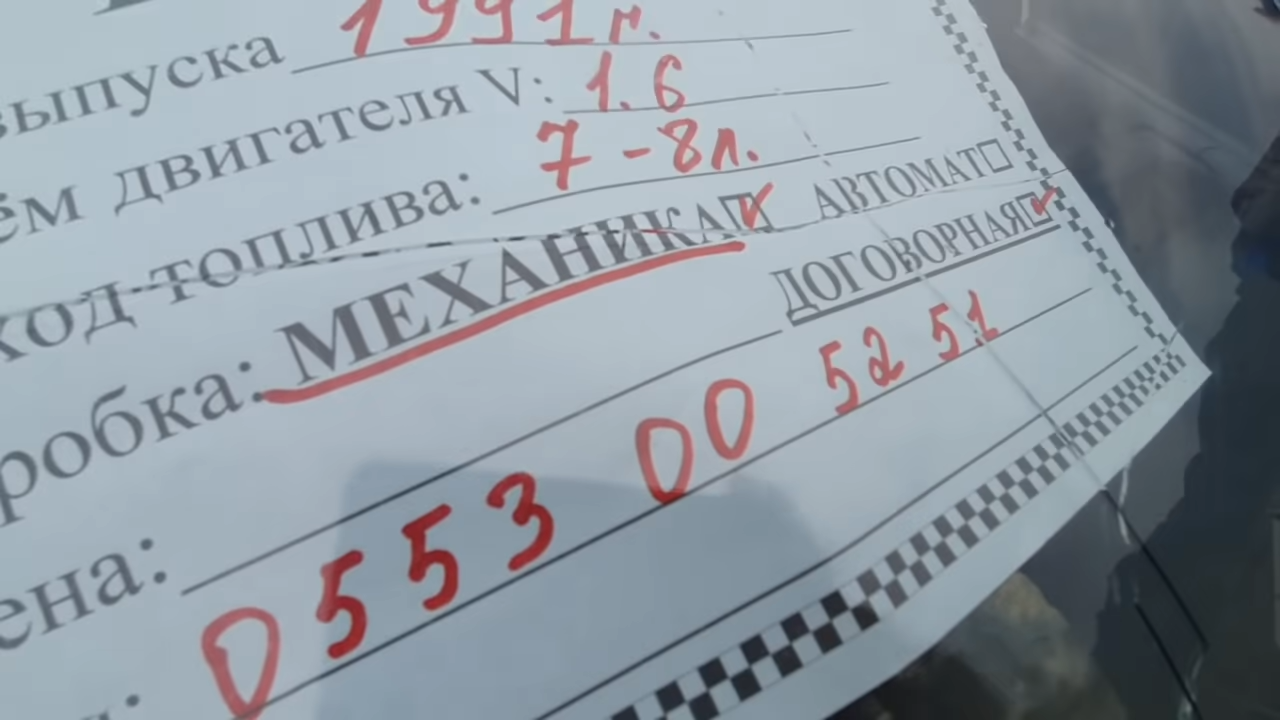 выпуска 1991г.
ём двигателя V: 1.6
ход топлива: 7-8л.
робка: МЕХАНИКА АВТОМАТ
ена: ДОГОВОРНАЯ
0553 00 52 51